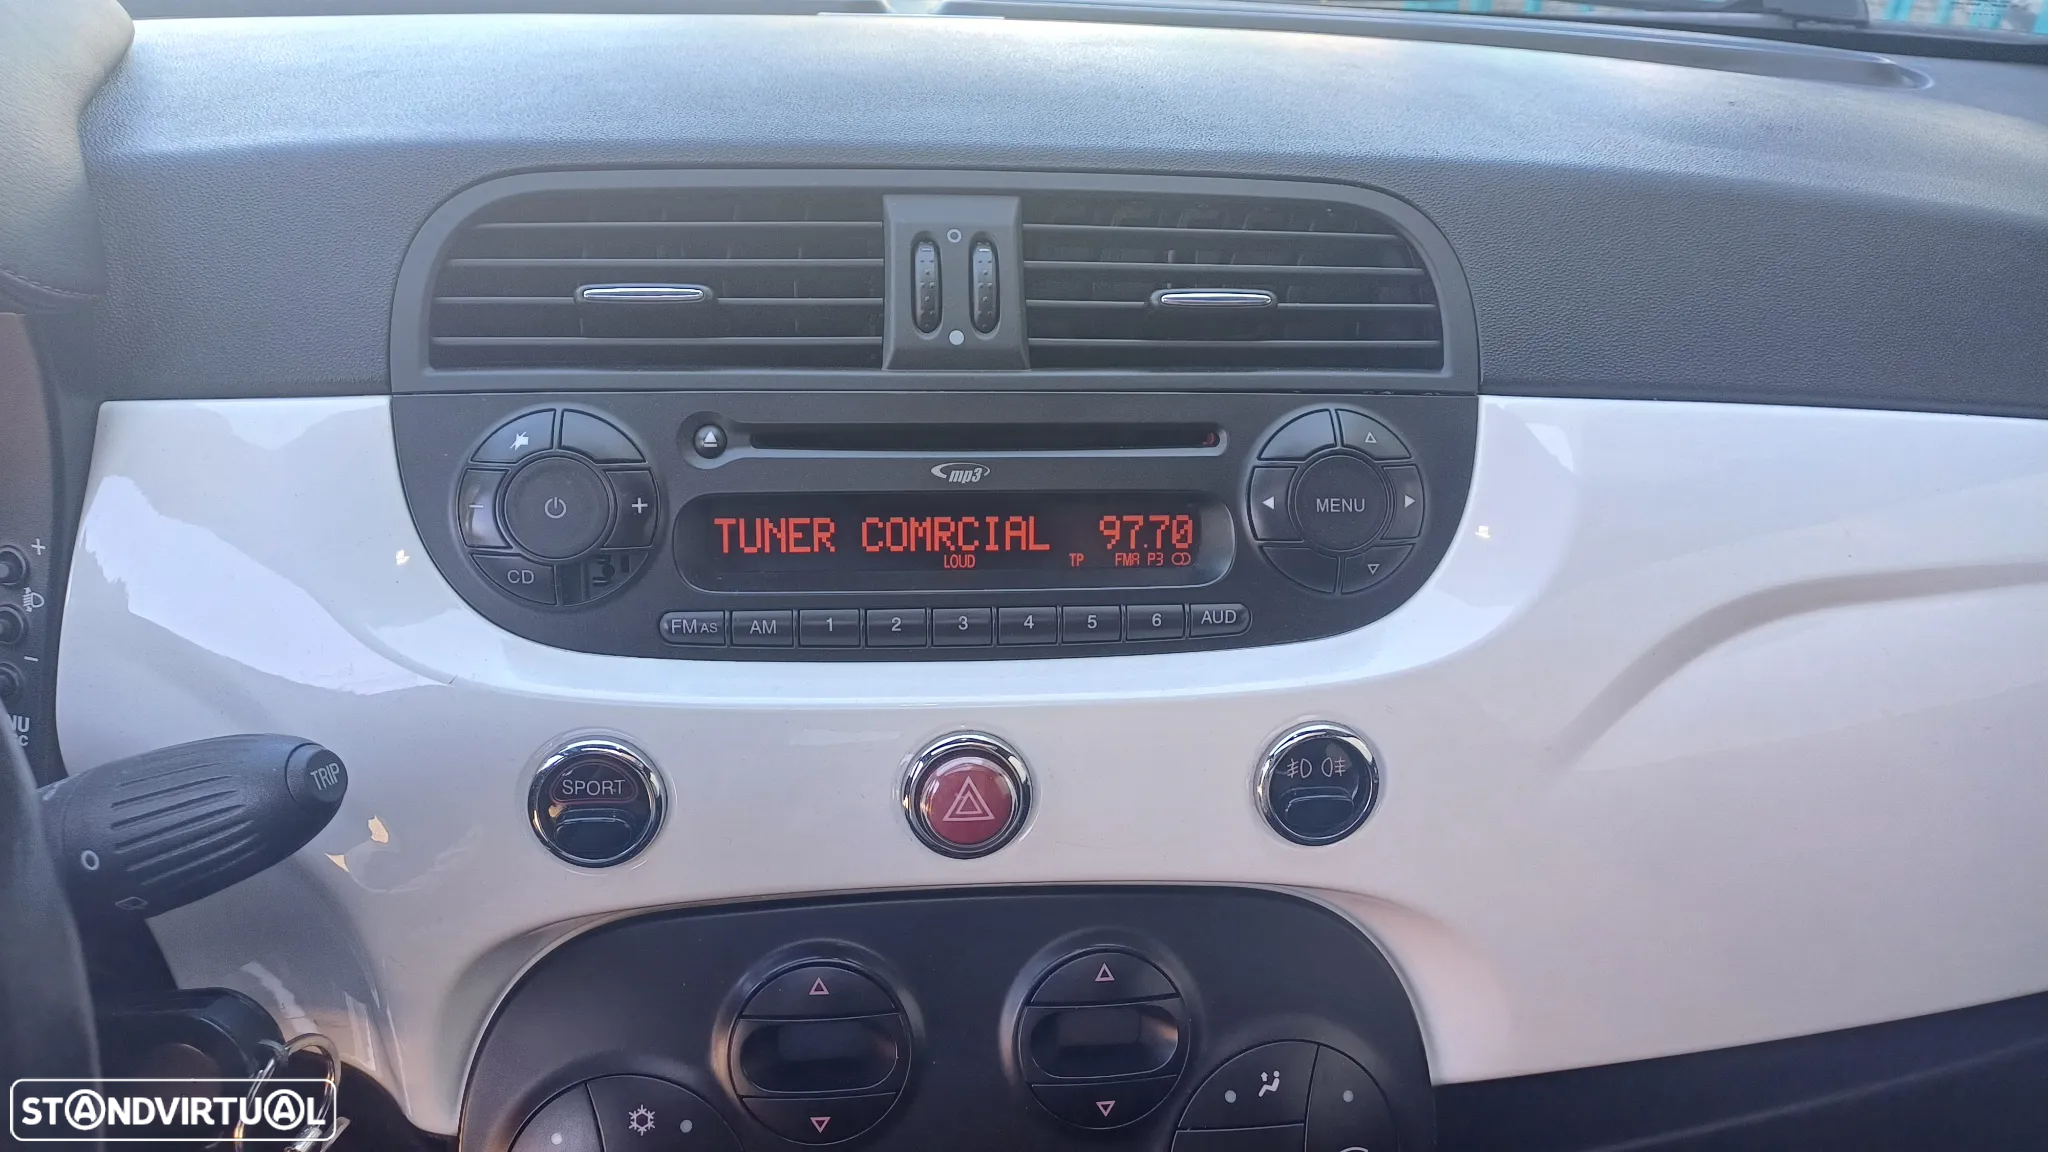 mp3
MENU
TUNER COMRCIAL 97.70
LOUD TP FMA P3
CD
FM AS AM 1 2 3 4 5 6 AUD
TRIP
SPORT
STANDVIRTUAL